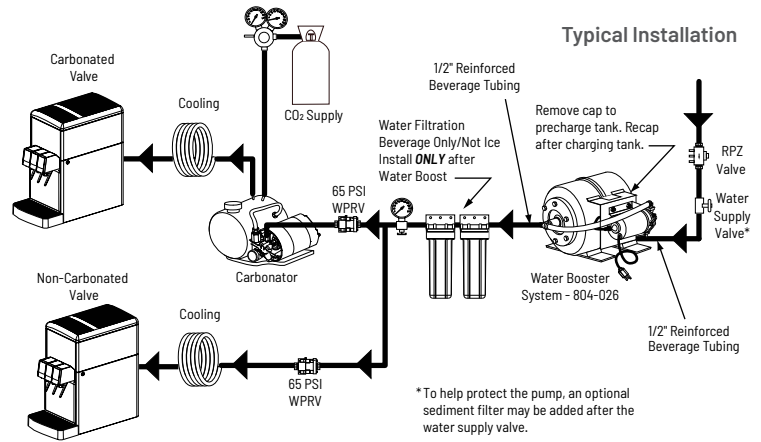 Typical Installation
Carbonated
Valve
Cooling
CO₂ Supply
1/2" Reinforced
Beverage Tubing
Water Filtration
Beverage Only/Not Ice
Install ONLY after
Water Boost
Remove cap to
precharge tank. Recap
after charging tank.
RPZ
Valve
Water
Supply
Valve*
65 PSI
WPRV
Carbonator
Water Booster
System - 804-026
Non-Carbonated
Valve
Cooling
65 PSI
WPRV
1/2" Reinforced
Beverage Tubing
*To help protect the pump, an optional
sediment filter may be added after the
water supply valve.